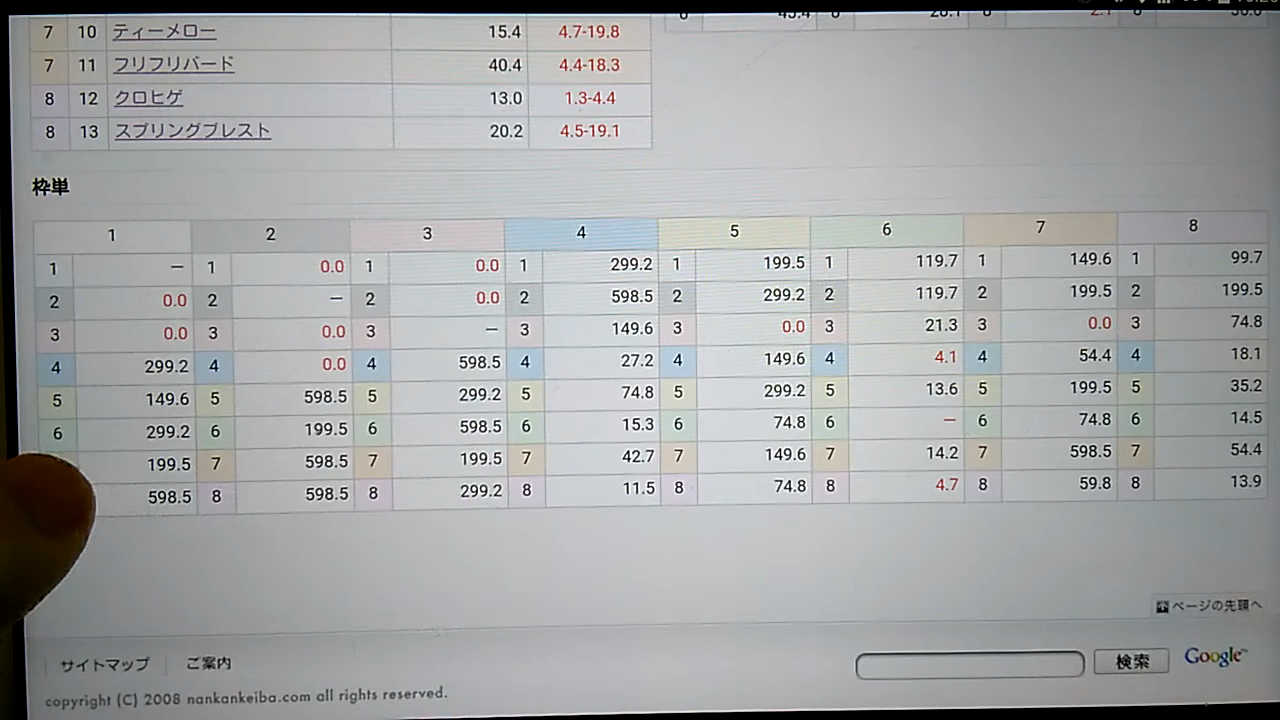 7 10 ティーメロー 15.4 4.7-19.8
7 11 フリフリバード 40.4 4.4-18.3
8 12 クロヒゲ 13.0 1.3-4.4
8 13 スプリングブレスト 20.2 4.5-19.1
枠単
1 2 3 4 5 6 7 8
1 － 1 0.0 1 0.0 1 299.2 1 199.5 1 119.7 1 149.6 1 99.7
2 0.0 2 － 2 0.0 2 598.5 2 299.2 2 119.7 2 199.5 2 199.5
3 0.0 3 0.0 3 － 3 149.6 3 0.0 3 21.3 3 0.0 3 74.8
4 299.2 4 0.0 4 598.5 4 27.2 4 149.6 4 4.1 4 54.4 4 18.1
5 149.6 5 598.5 5 299.2 5 74.8 5 299.2 5 13.6 5 199.5 5 35.2
6 299.2 6 199.5 6 598.5 6 15.3 6 74.8 6 － 6 74.8 6 14.5
199.5 7 598.5 7 199.5 7 42.7 7 149.6 7 14.2 7 598.5 7 54.4
598.5 8 598.5 8 299.2 8 11.5 8 74.8 8 4.7 8 59.8 8 13.9
ページの先頭へ
サイトマップ ご案内
検索 Google
copyright (C) 2008 nankankeiba.com all rights reserved.